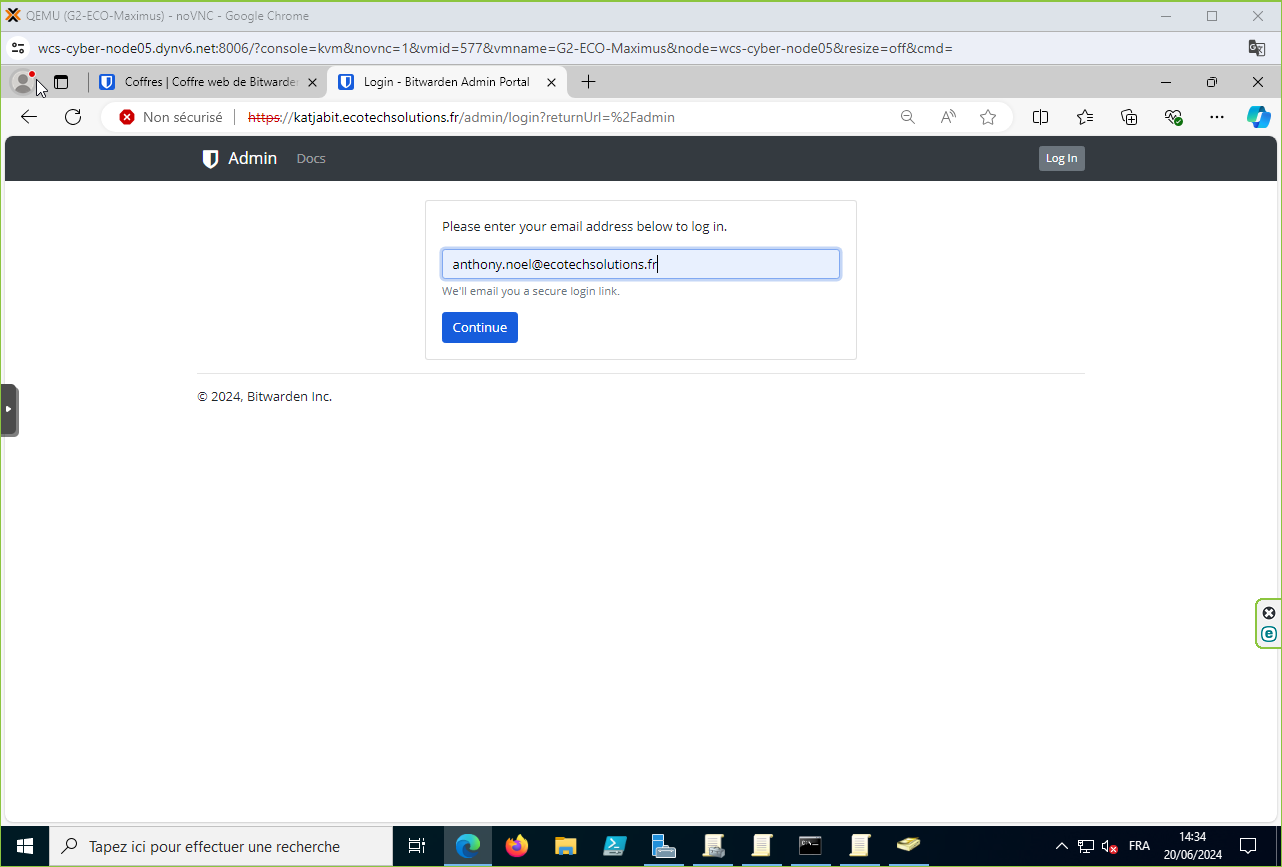 QEMU (G2-ECO-Maximus) - noVNC - Google Chrome
wcs-cyber-node05.dynv6.net:8006/?console=kvm&novnc=1&vmid=577&vmname=G2-ECO-Maximus&node=wcs-cyber-node05&resize=off&cmd=
Coffres | Coffre web de Bitwarden
Login - Bitwarden Admin Portal
Non sécurisé
https://katjabit.ecotechsolutions.fr/admin/login?returnUrl=%2Fadmin
Admin Docs Log In
Please enter your email address below to log in.
anthony.noel@ecotechsolutions.fr
We'll email you a secure login link.
Continue
© 2024, Bitwarden Inc.
Tapez ici pour effectuer une recherche
FRA
14:34
20/06/2024